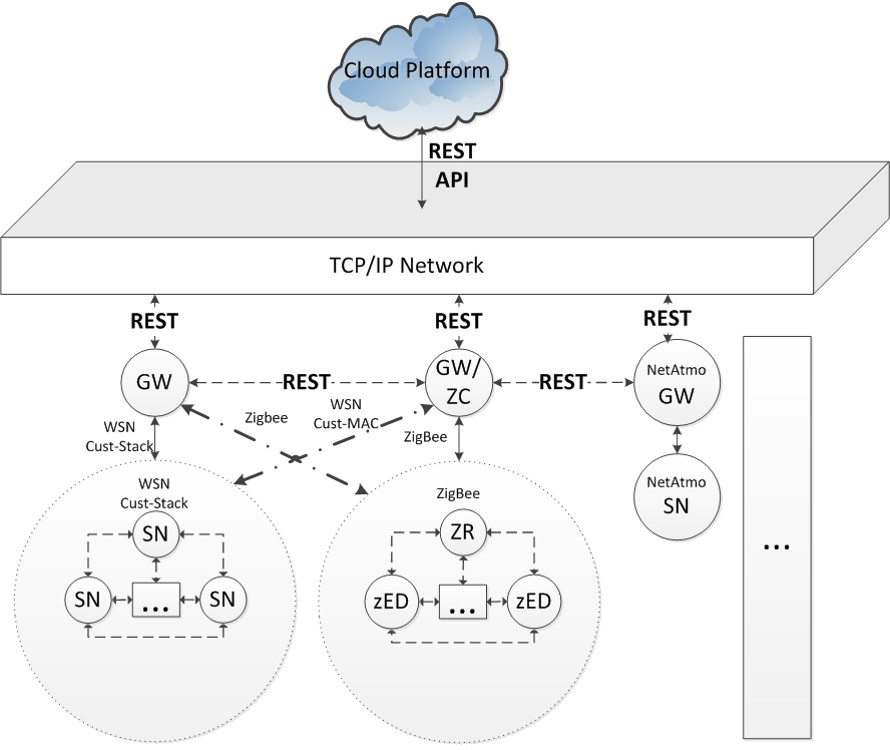 Cloud Platform
REST
API
TCP/IP Network
REST
REST
REST
GW
REST
GW/
ZC
REST
NetAtmo
GW
WSN
Cust-Stack
Zigbee
WSN
Cust-MAC
ZigBee
NetAtmo
SN
WSN
Cust-Stack
SN
SN
...
SN
ZigBee
ZR
zED
...
zED
...